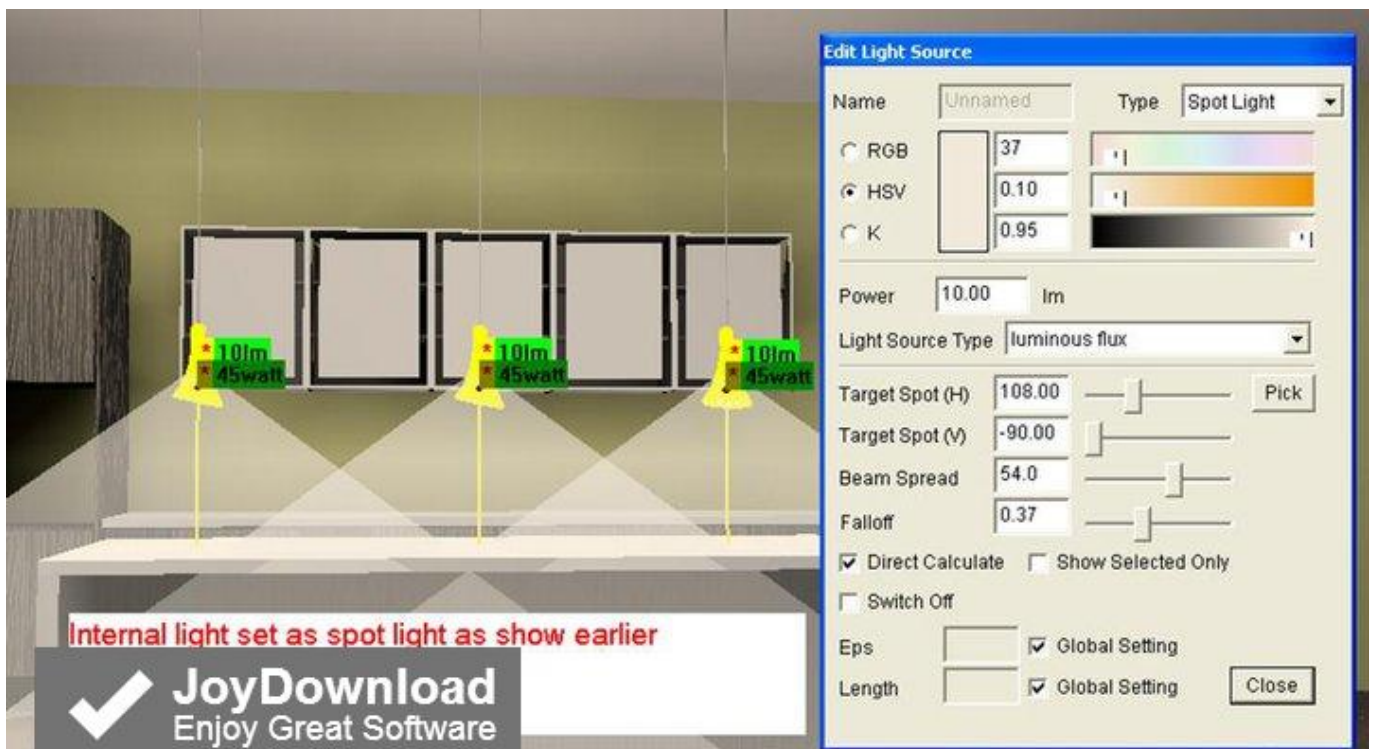 Edit Light Source
Name Unnamed Type Spot Light
RGB 37
HSV 0.10
K 0.95
Power 10.00 lm
Light Source Type luminous flux
Target Spot (H) 108.00 Pick
Target Spot (V) -90.00
Beam Spread 54.0
Falloff 0.37
Direct Calculate Show Selected Only
Switch Off
Eps Global Setting
Length Global Setting Close
* 10lm
* 45watt
* 10lm
* 45watt
* 10lm
* 45watt
Internal light set as spot light as show earlier
JoyDownload
Enjoy Great Software